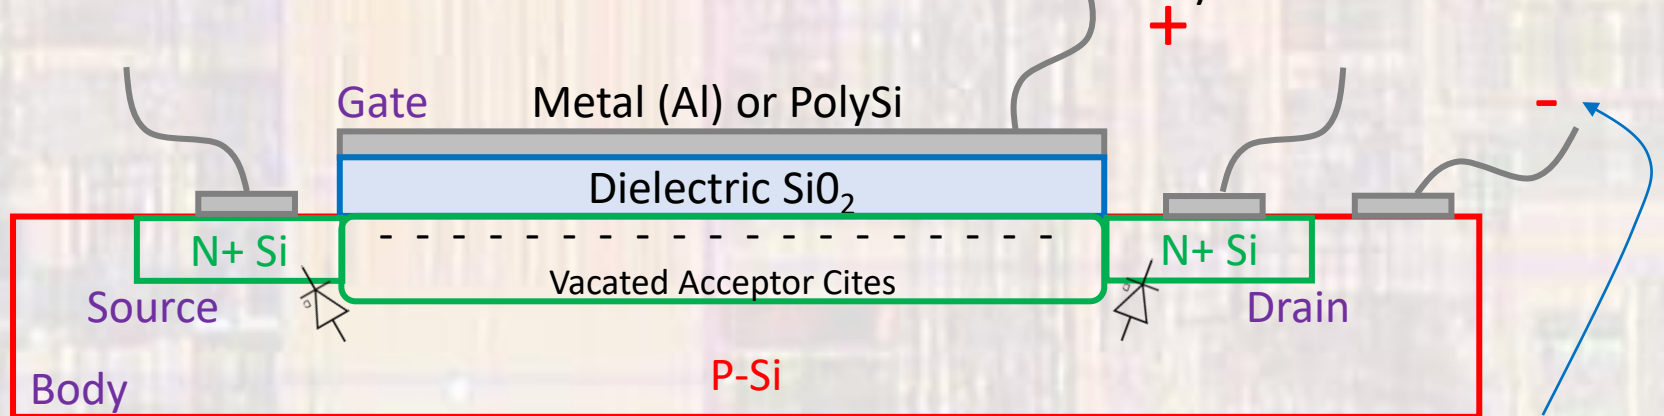 +
-
Gate Metal (Al) or PolySi
Dielectric Si0₂
- - - - - - - - - - - - - - - - - - -
N+ Si
N+ Si
Vacated Acceptor Cites
Source
Drain
P-Si
Body